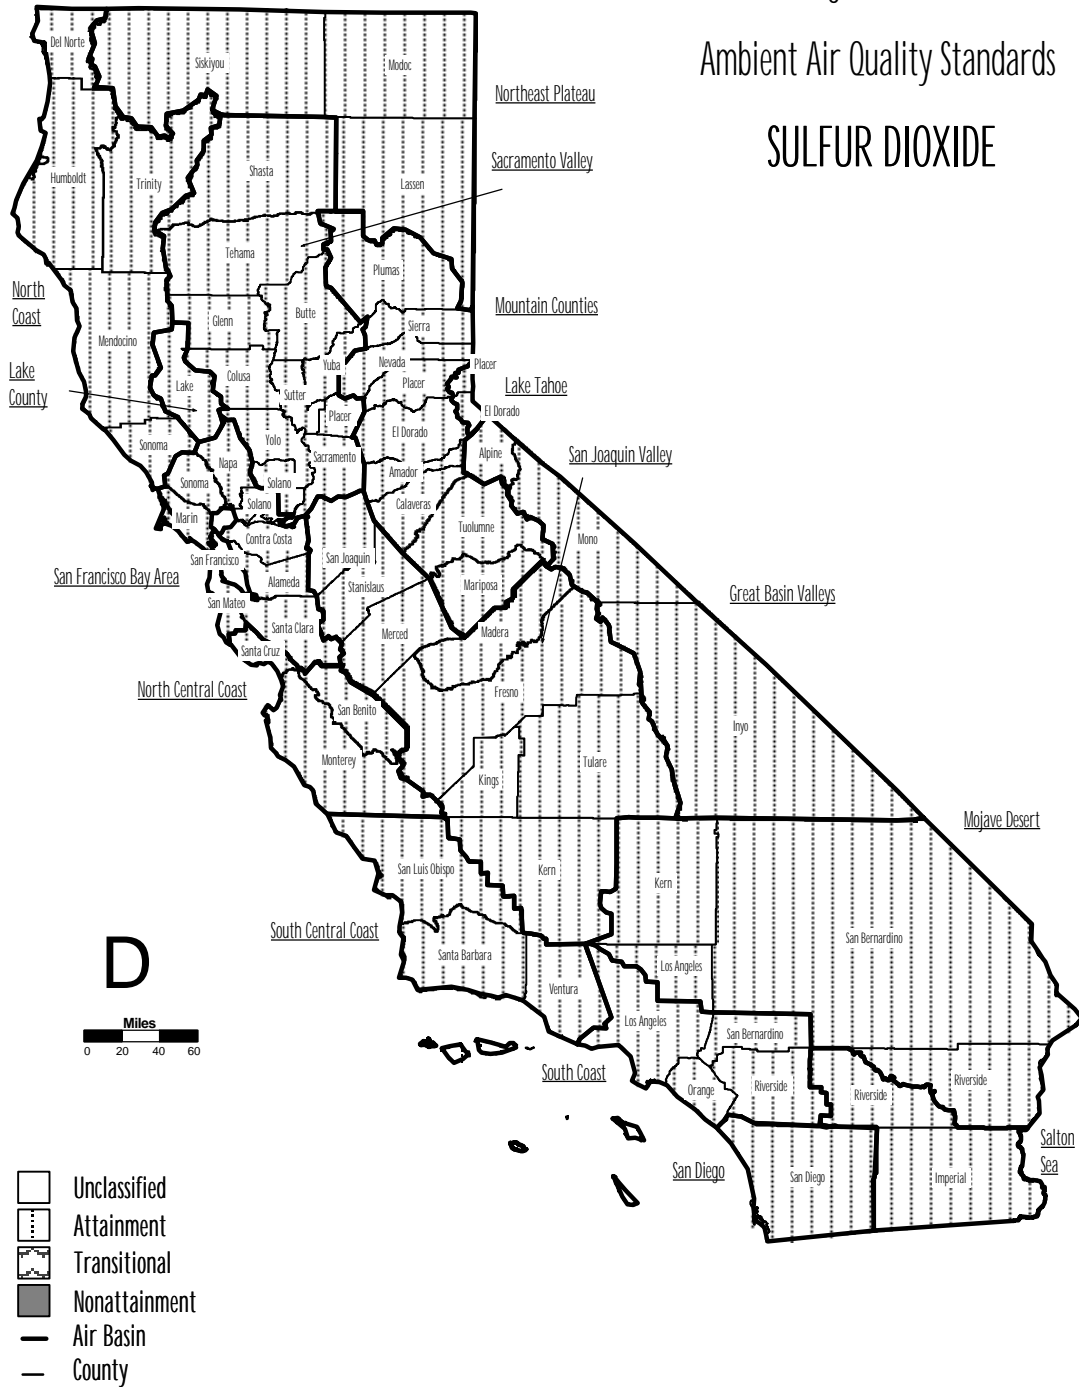 Ambient Air Quality Standards
SULFUR DIOXIDE
Del Norte
Siskiyou
Modoc
Northeast Plateau
Sacramento Valley
Humboldt
Trinity
Shasta
Lassen
Tehama
Plumas
North
Coast
Mountain Counties
Glenn
Butte
Sierra
Mendocino
Lake
County
Lake
Colusa
Yuba
Nevada
Placer
Placer
Lake Tahoe
Sutter
Placer
El Dorado
El Dorado
Sonoma
Yolo
Sacramento
Alpine
San Joaquin Valley
Napa
Amador
Sonoma
Solano
Solano
Calaveras
Marin
Contra Costa
Tuolumne
Mono
San Francisco
San Joaquin
San Francisco Bay Area
Alameda
Stanislaus
Mariposa
Great Basin Valleys
San Mateo
Santa Clara
Merced
Madera
Santa Cruz
North Central Coast
Fresno
San Benito
Inyo
Monterey
Kings
Tulare
Mojave Desert
San Luis Obispo
Kern
Kern
South Central Coast
San Bernardino
D
Santa Barbara
Los Angeles
Ventura
Miles
0 20 40 60
Los Angeles
San Bernardino
South Coast
Orange
Riverside
Riverside
Riverside
Salton
Sea
San Diego
San Diego
Imperial
Unclassified
Attainment
Transitional
Nonattainment
Air Basin
County